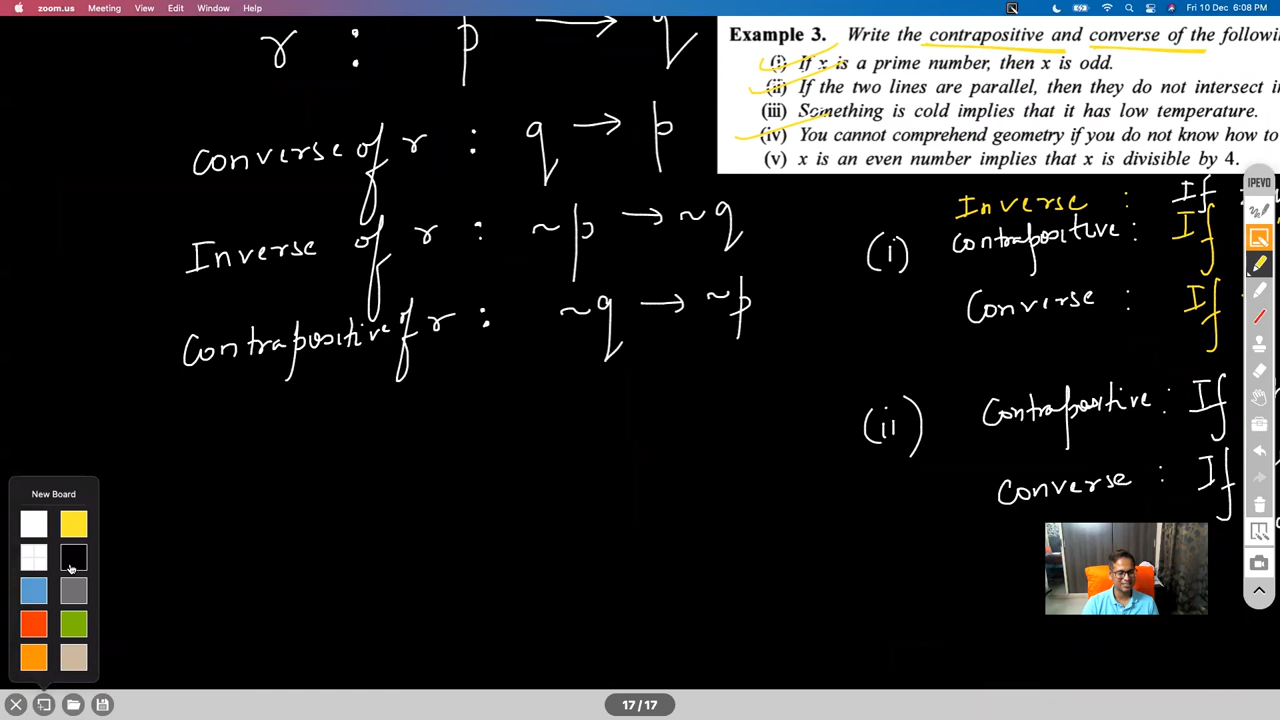 zoom.us Meeting View Edit Window Help Fri 10 Dec 6:08 PM
r : p → q
Converse of r : q → p
Inverse of r : ~p → ~q
Contrapositive of r : ~q → ~p
Example 3. Write the contrapositive and converse of the followi
(i) If x is a prime number, then x is odd.
(ii) If the two lines are parallel, then they do not intersect i
(iii) Something is cold implies that it has low temperature.
(iv) You cannot comprehend geometry if you do not know how to
(v) x is an even number implies that x is divisible by 4.
IPEVO
Inverse : If
(i) Contrapositive : If
Converse : If
(ii) Contrapositive : If
Converse : If
New Board
17/17